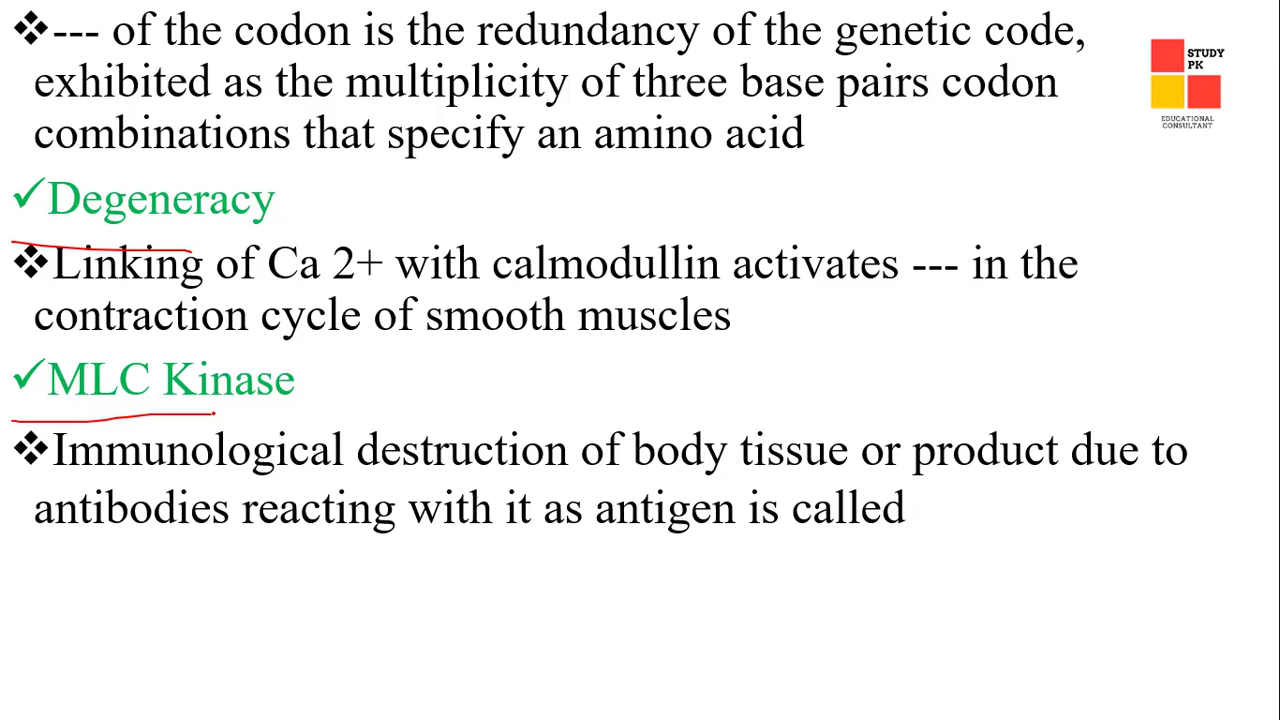 ❖--- of the codon is the redundancy of the genetic code,
exhibited as the multiplicity of three base pairs codon
combinations that specify an amino acid
STUDY
PK
EDUCATIONAL
CONSULTANT
✓Degeneracy
❖Linking of Ca 2+ with calmodullin activates --- in the
contraction cycle of smooth muscles
✓MLC Kinase
❖Immunological destruction of body tissue or product due to
antibodies reacting with it as antigen is called